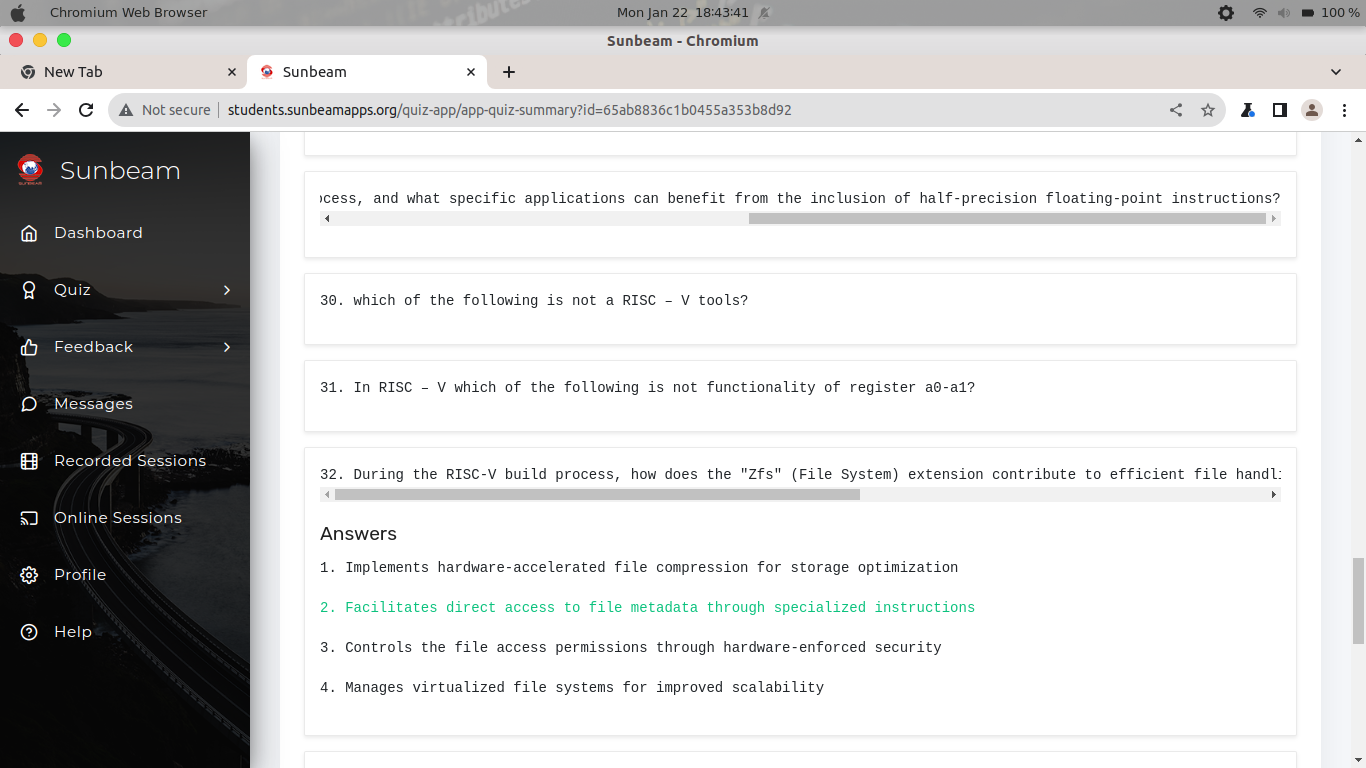 Chromium Web Browser
Mon Jan 22 18:43:41
100 %
Sunbeam - Chromium
New Tab
Sunbeam
Not secure
students.sunbeamapps.org/quiz-app/app-quiz-summary?id=65ab8836c1b0455a353b8d92
Sunbeam
Dashboard
Quiz
Feedback
Messages
Recorded Sessions
Online Sessions
Profile
Help
ocess, and what specific applications can benefit from the inclusion of half-precision floating-point instructions?
30. which of the following is not a RISC – V tools?
31. In RISC – V which of the following is not functionality of register a0-a1?
32. During the RISC-V build process, how does the "Zfs" (File System) extension contribute to efficient file handli
Answers
1. Implements hardware-accelerated file compression for storage optimization
2. Facilitates direct access to file metadata through specialized instructions
3. Controls the file access permissions through hardware-enforced security
4. Manages virtualized file systems for improved scalability